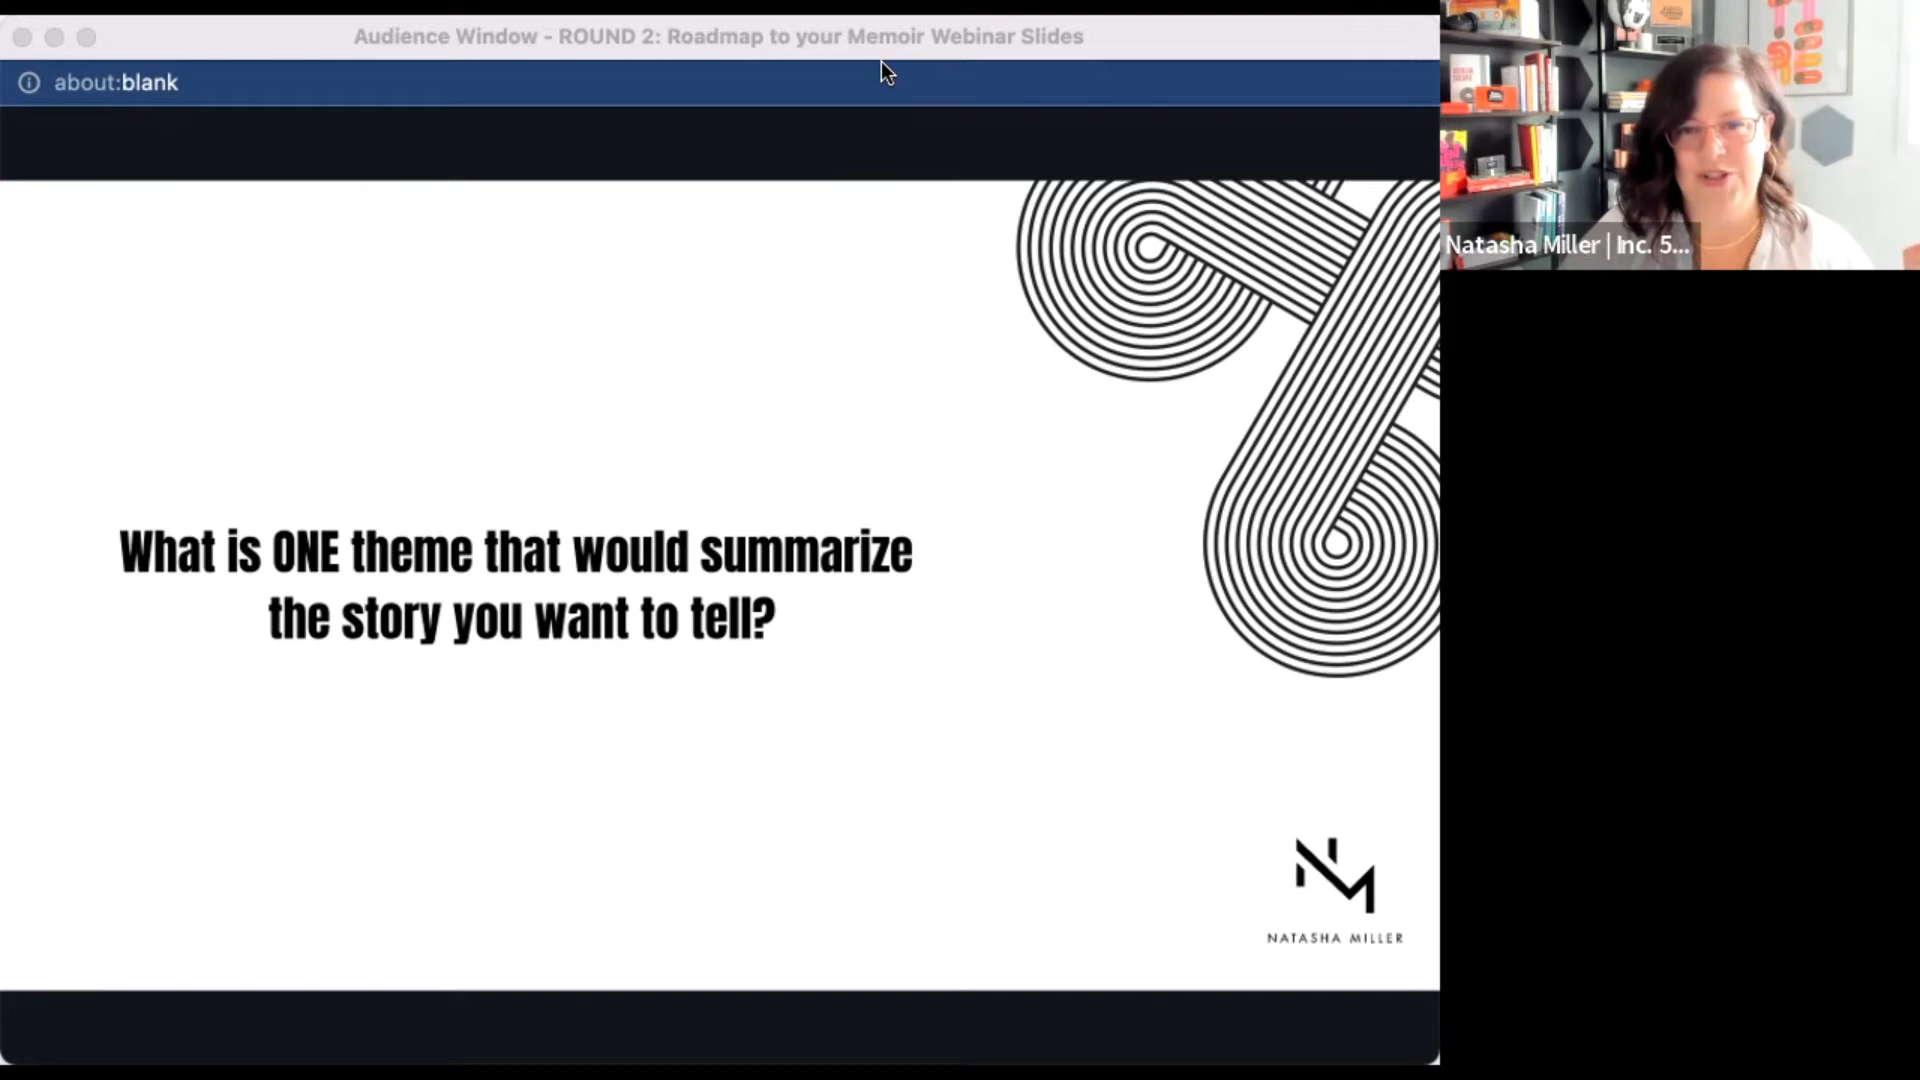 Audience Window - ROUND 2: Roadmap to your Memoir Webinar Slides
about:blank
What is ONE theme that would summarize
the story you want to tell?
NM
NATASHA MILLER
Natasha Miller | Inc. 5...